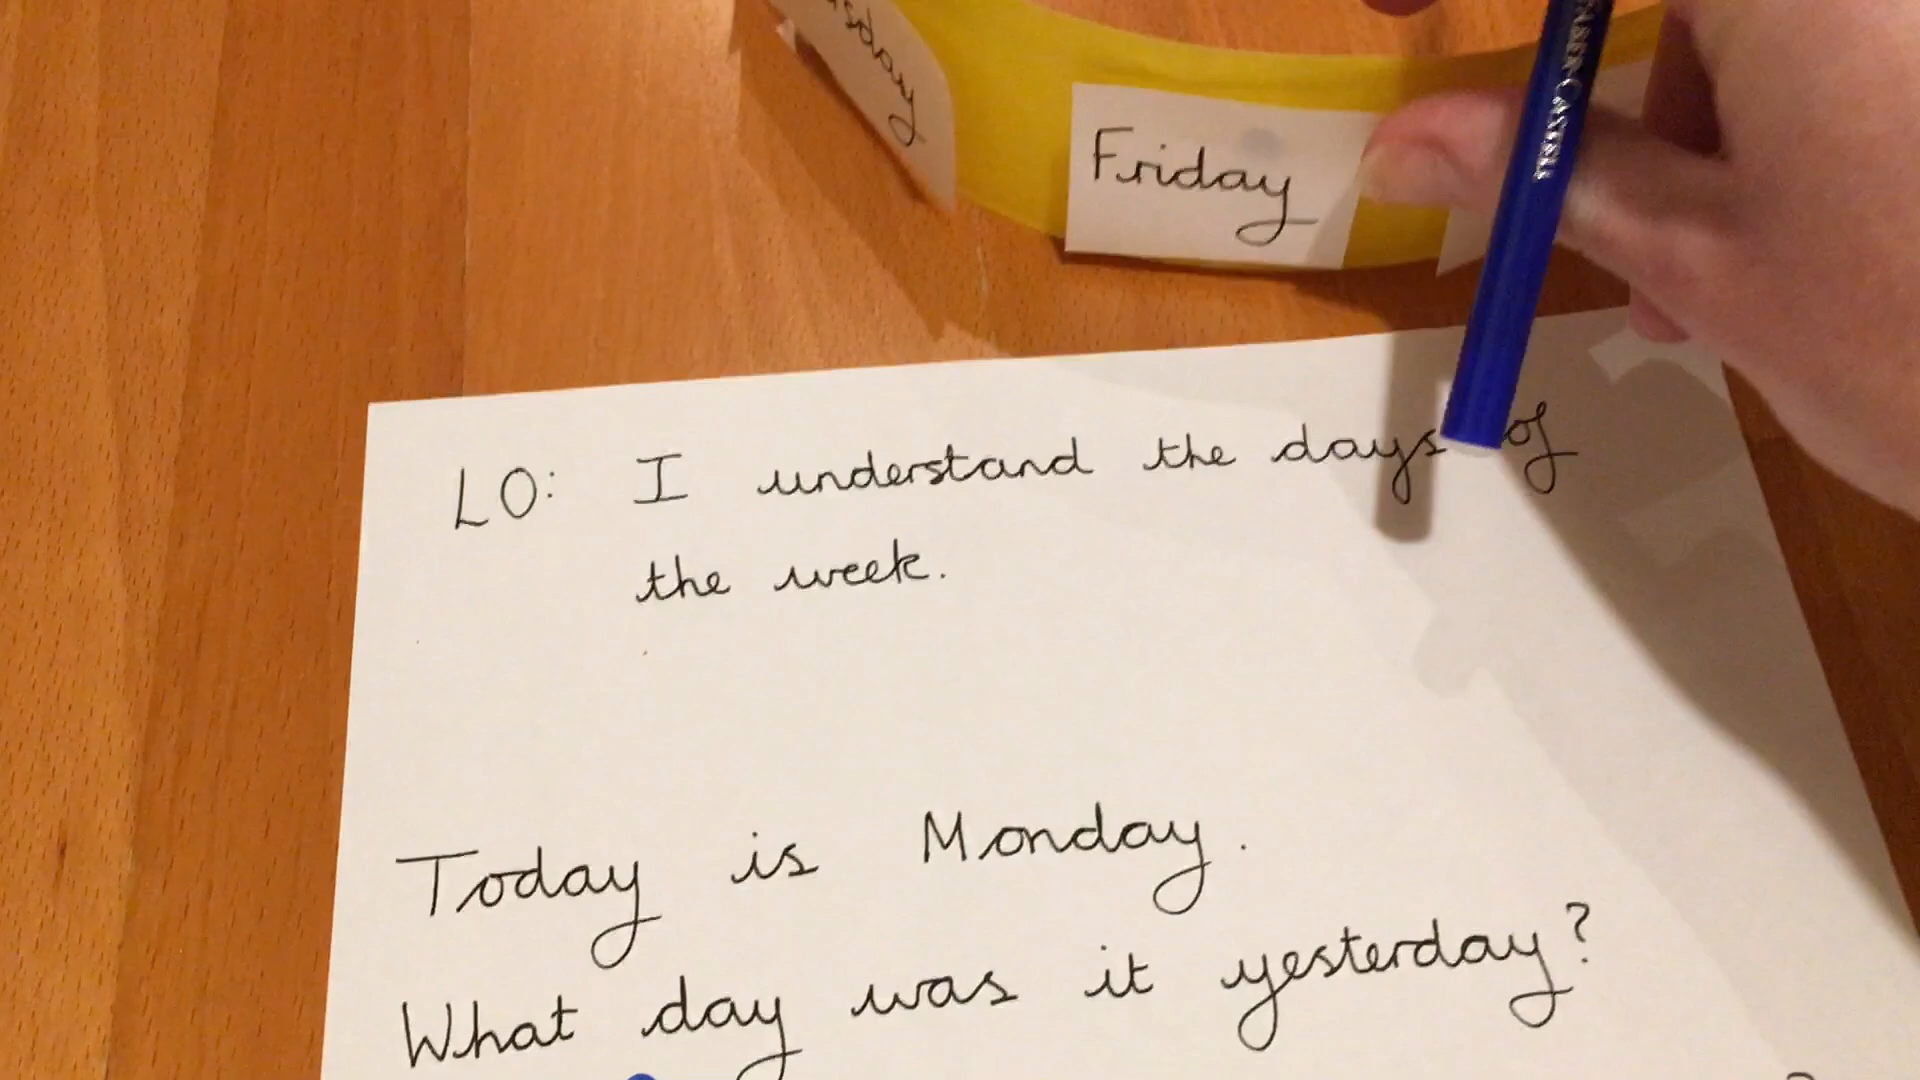 Friday
LO: I understand the days of
the week.
Today is Monday.
What day was it yesterday?